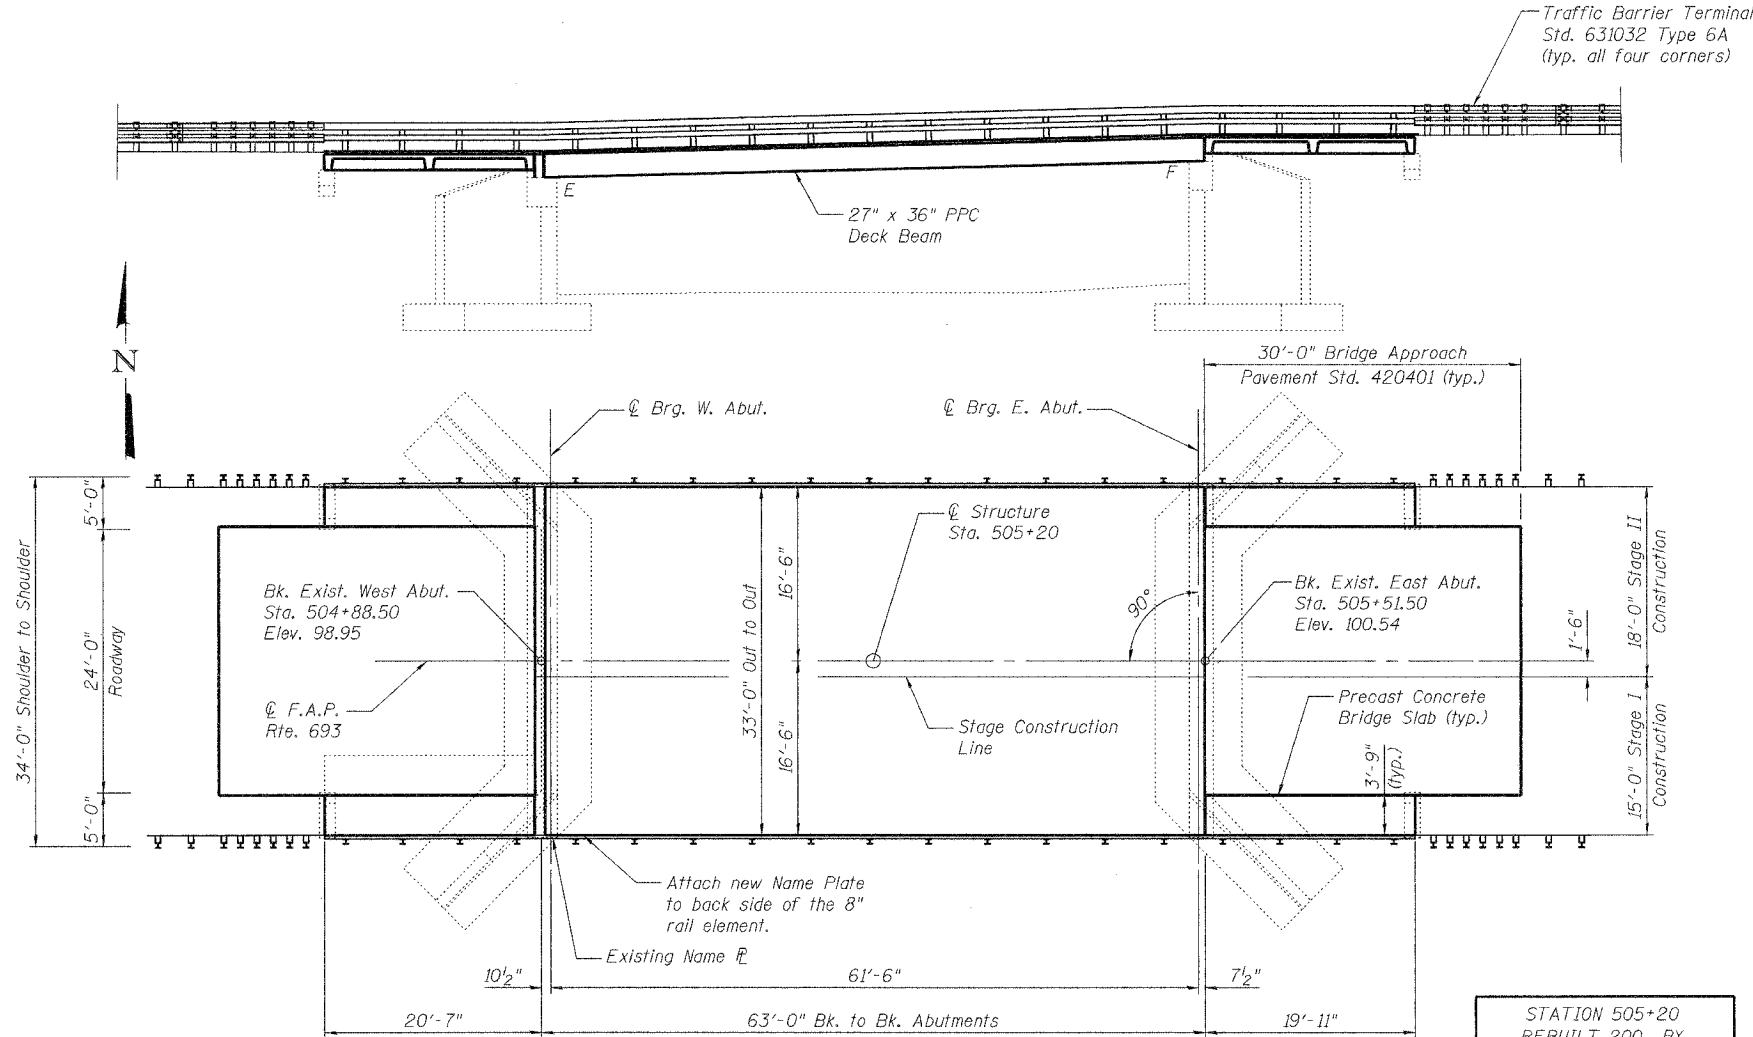 Traffic Barrier Terminal
Std. 631032 Type 6A
(typ. all four corners)
E
F
27" x 36" PPC
Deck Beam
N
30'-0" Bridge Approach
Pavement Std. 420401 (typ.)
℄ Brg. W. Abut.
℄ Brg. E. Abut.
34'-0" Shoulder to Shoulder
5'-0"
24'-0"
Roadway
5'-0"
Bk. Exist. West Abut.
Sta. 504+88.50
Elev. 98.95
℄ F.A.P.
Rte. 693
33'-0" Out to Out
16'-6"
16'-6"
℄ Structure
Sta. 505+20
90°
Bk. Exist. East Abut.
Sta. 505+51.50
Elev. 100.54
Stage Construction
Line
Precast Concrete
Bridge Slab (typ.)
3'-9"
(typ.)
1'-6"
18'-0" Stage II
Construction
15'-0" Stage I
Construction
Attach new Name Plate
to back side of the 8"
rail element.
Existing Name ℙL
10½"
61'-6"
7½"
20'-7"
63'-0" Bk. to Bk. Abutments
19'-11"
STATION 505+20
REBUILT 200_ BY